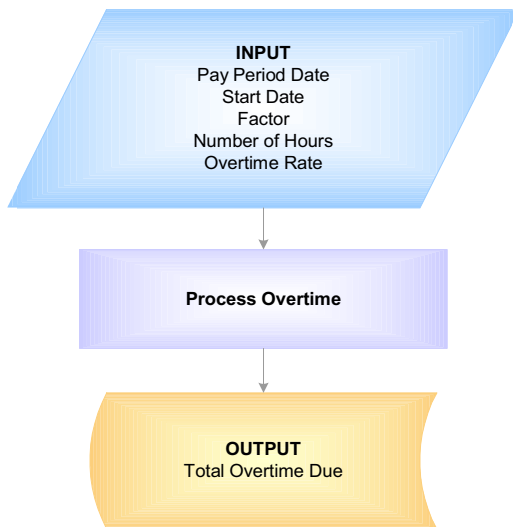 INPUT
Pay Period Date
Start Date
Factor
Number of Hours
Overtime Rate
Process Overtime
OUTPUT
Total Overtime Due